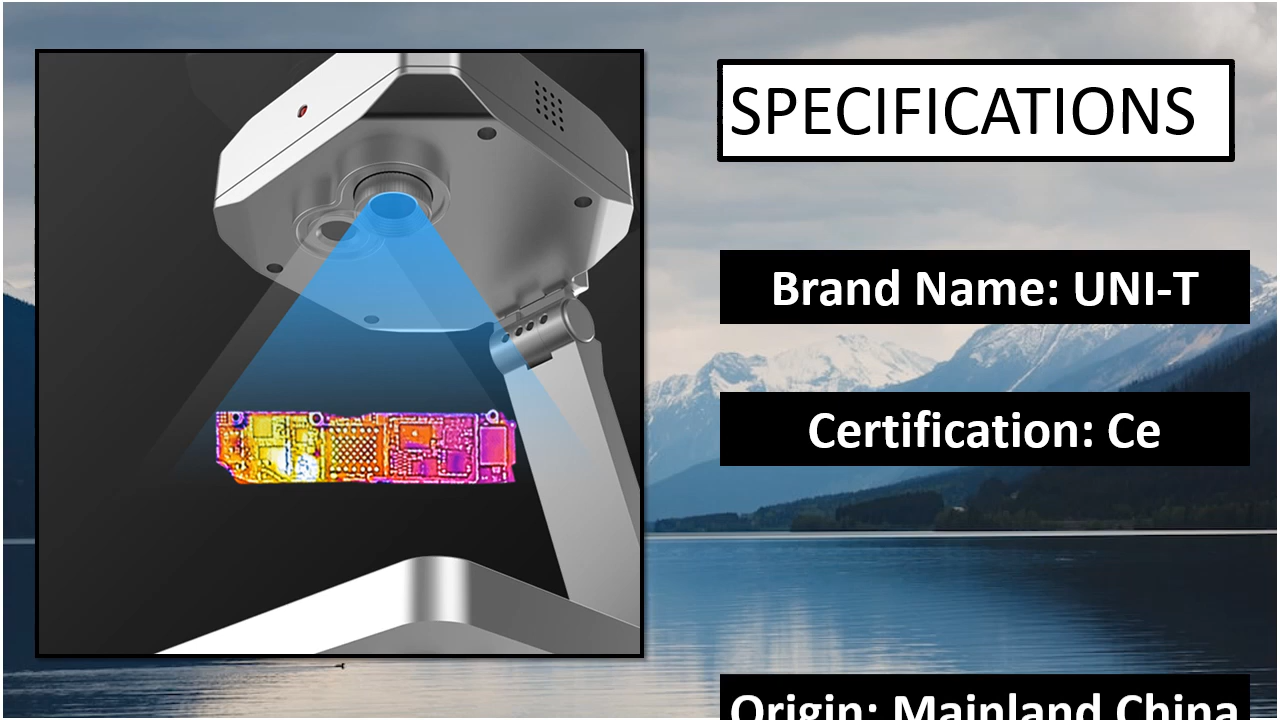 SPECIFICATIONS
Brand Name: UNI-T
Certification: Ce
Origin: Mainland China